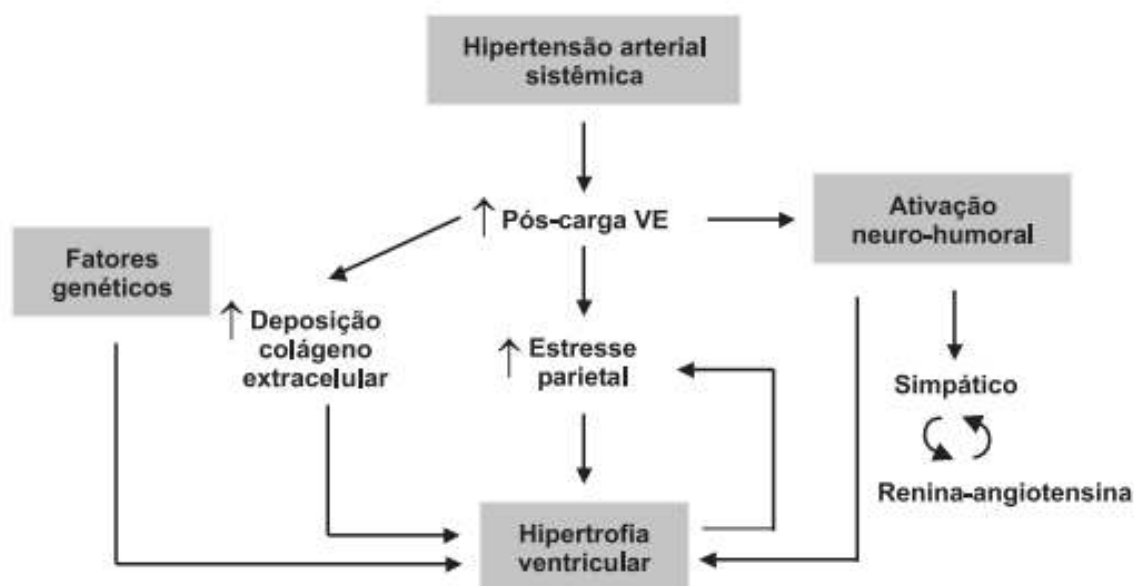 Hipertensão arterial
sistêmica
↑ Pós-carga VE
Ativação
neuro-humoral
Fatores
genéticos
↑ Deposição
colágeno
extracelular
↑ Estresse
parietal
Simpático
Renina-angiotensina
Hipertrofia
ventricular